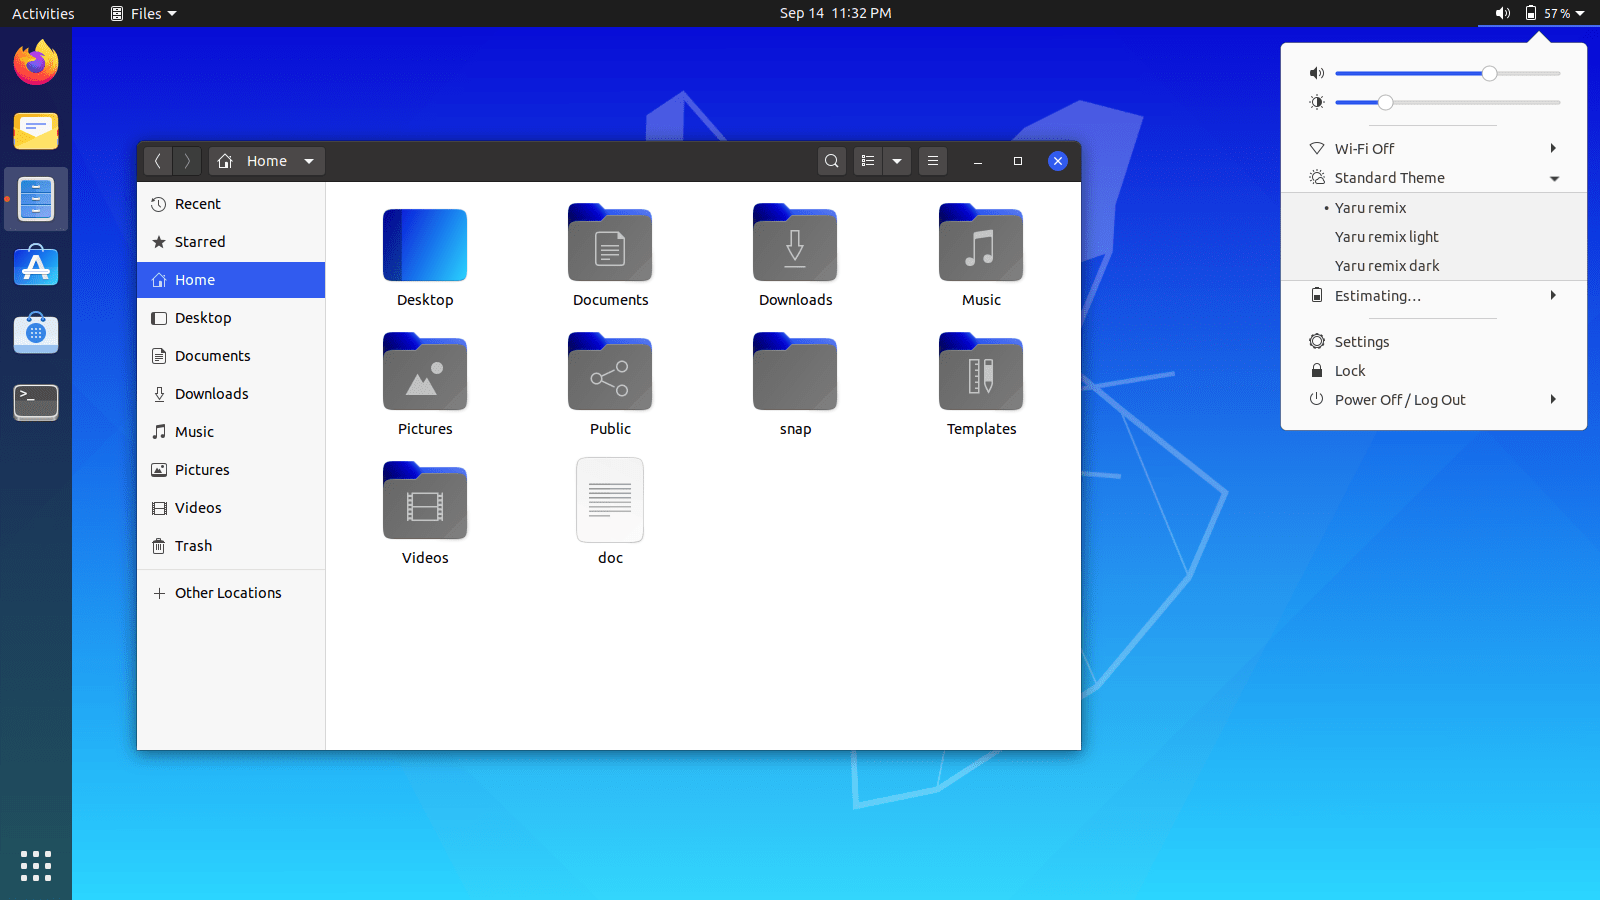 Activities
Files
Sep 14 11:32 PM
57 %
Home
Recent
Starred
Home
Desktop
Documents
Downloads
Music
Pictures
Videos
Trash
Other Locations
Desktop
Documents
Downloads
Music
Pictures
Public
snap
Templates
Videos
doc
Wi-Fi Off
Standard Theme
• Yaru remix
Yaru remix light
Yaru remix dark
Estimating…
Settings
Lock
Power Off / Log Out
>_